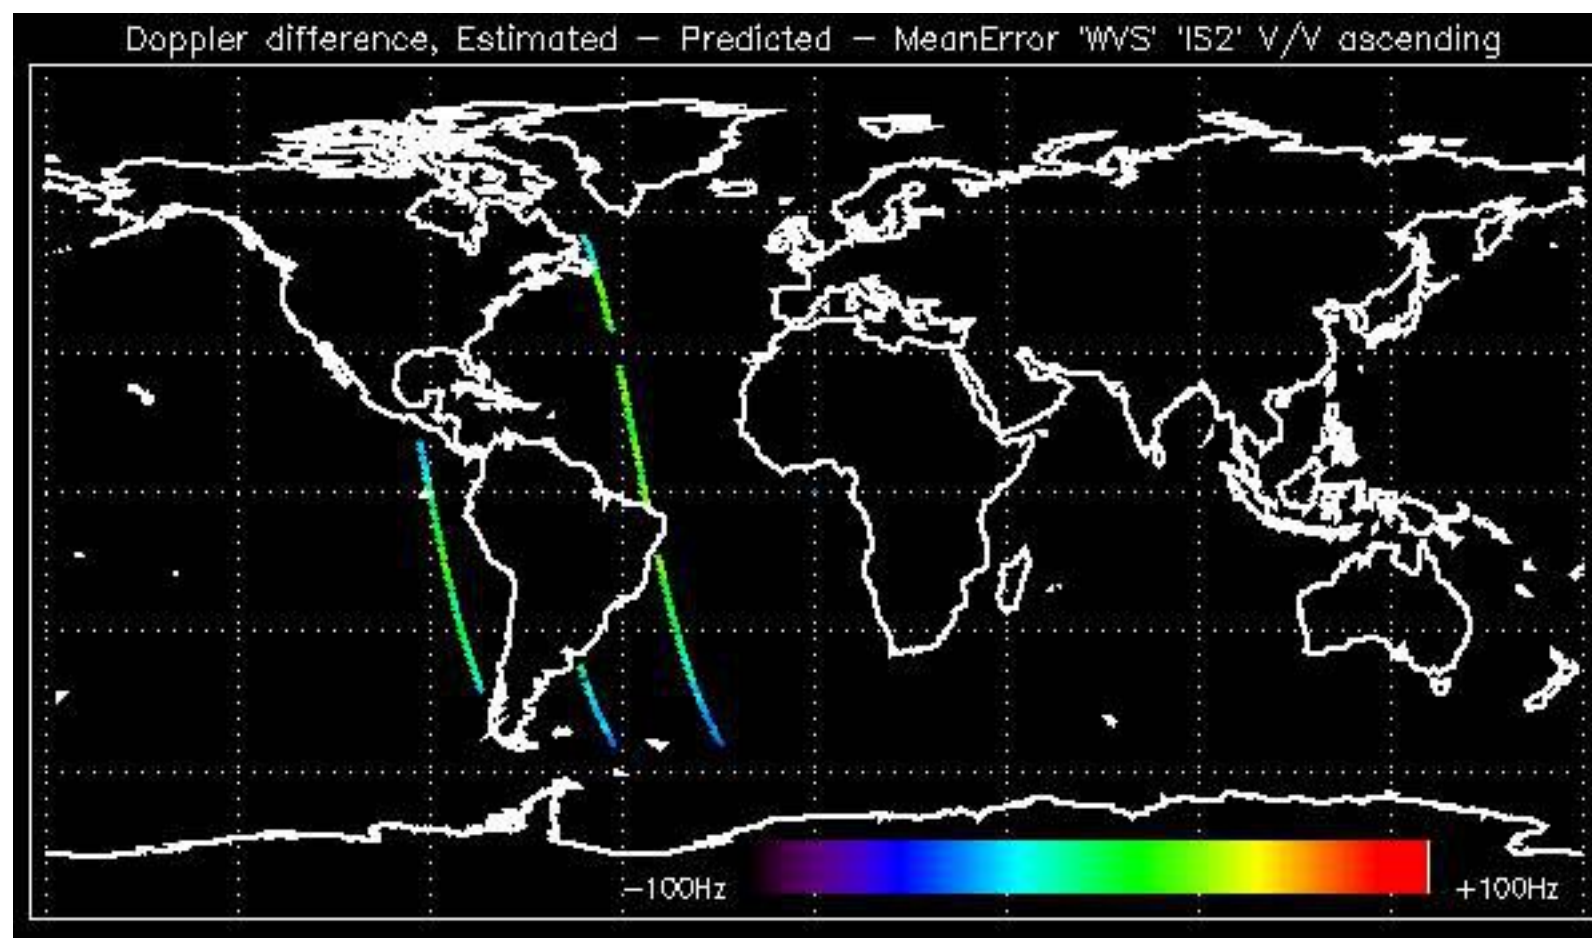 Doppler difference, Estimated – Predicted – MeanError 'WVS' 'IS2' V/V ascending
–100Hz
+100Hz